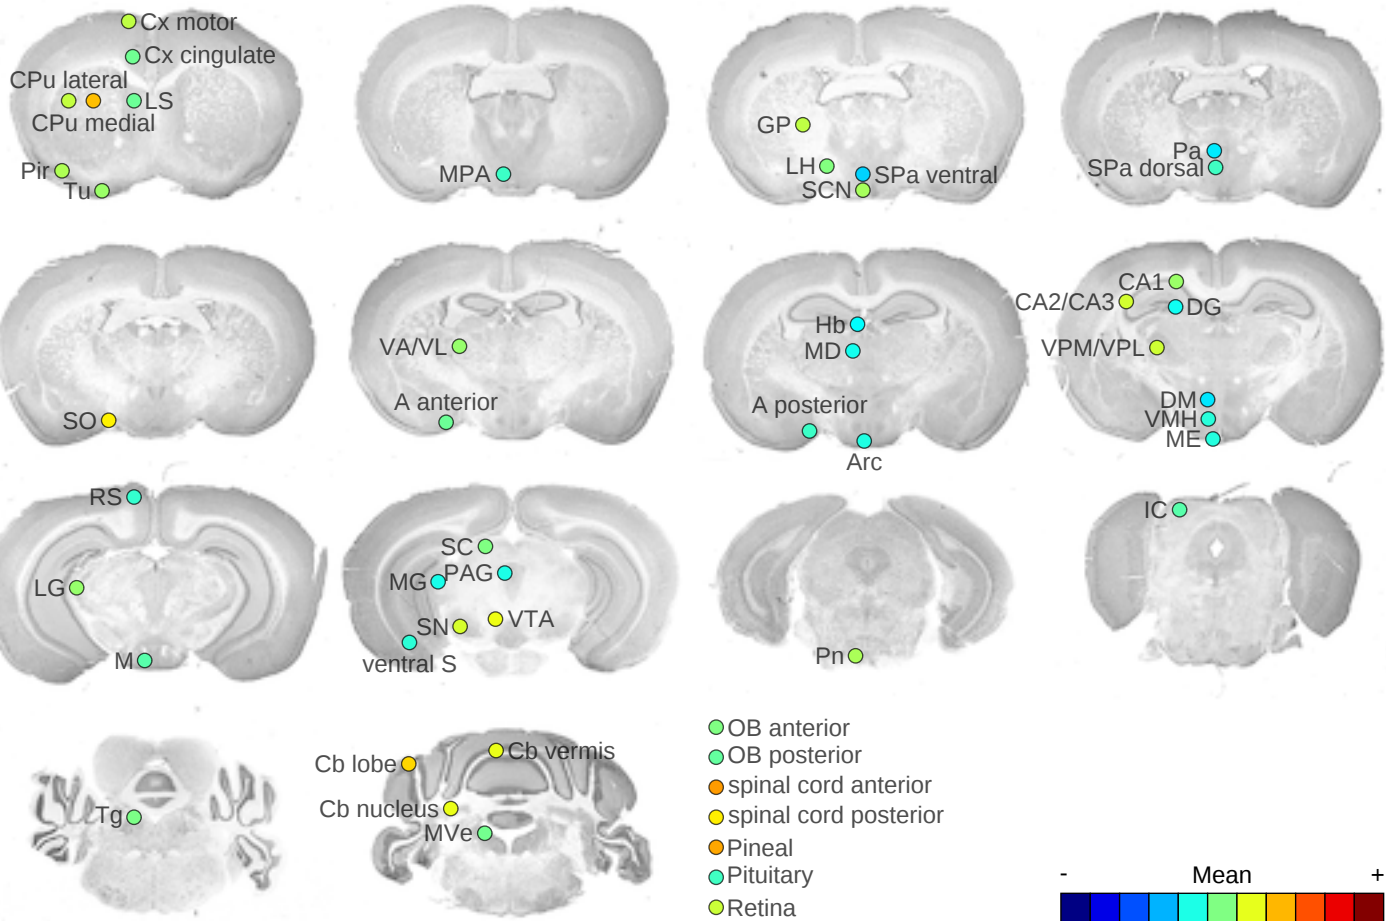 Cx motor
Cx cingulate
CPu lateral
LS
CPu medial
Pir
Tu
MPA
GP
LH
SPa ventral
SCN
Pa
SPa dorsal
SO
VA/VL
A anterior
Hb
MD
A posterior
Arc
CA1
CA2/CA3
DG
VPM/VPL
DM
VMH
ME
RS
LG
M
SC
MG
PAG
SN
VTA
ventral S
Pn
IC
Tg
Cb lobe
Cb vermis
Cb nucleus
MVe
OB anterior
OB posterior
spinal cord anterior
spinal cord posterior
Pineal
Pituitary
Retina
- Mean +